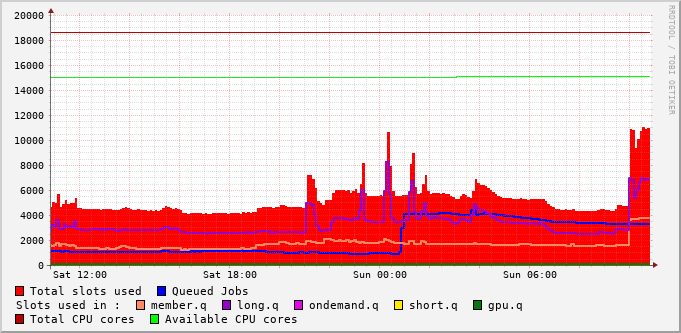 20000
18000
16000
14000
12000
10000
8000
6000
4000
2000
0
Sat 12:00 Sat 18:00 Sun 00:00 Sun 06:00
RRDTOOL / TOBI OETIKER
Total slots used Queued Jobs
Slots used in : member.q long.q ondemand.q short.q gpu.q
Total CPU cores Available CPU cores